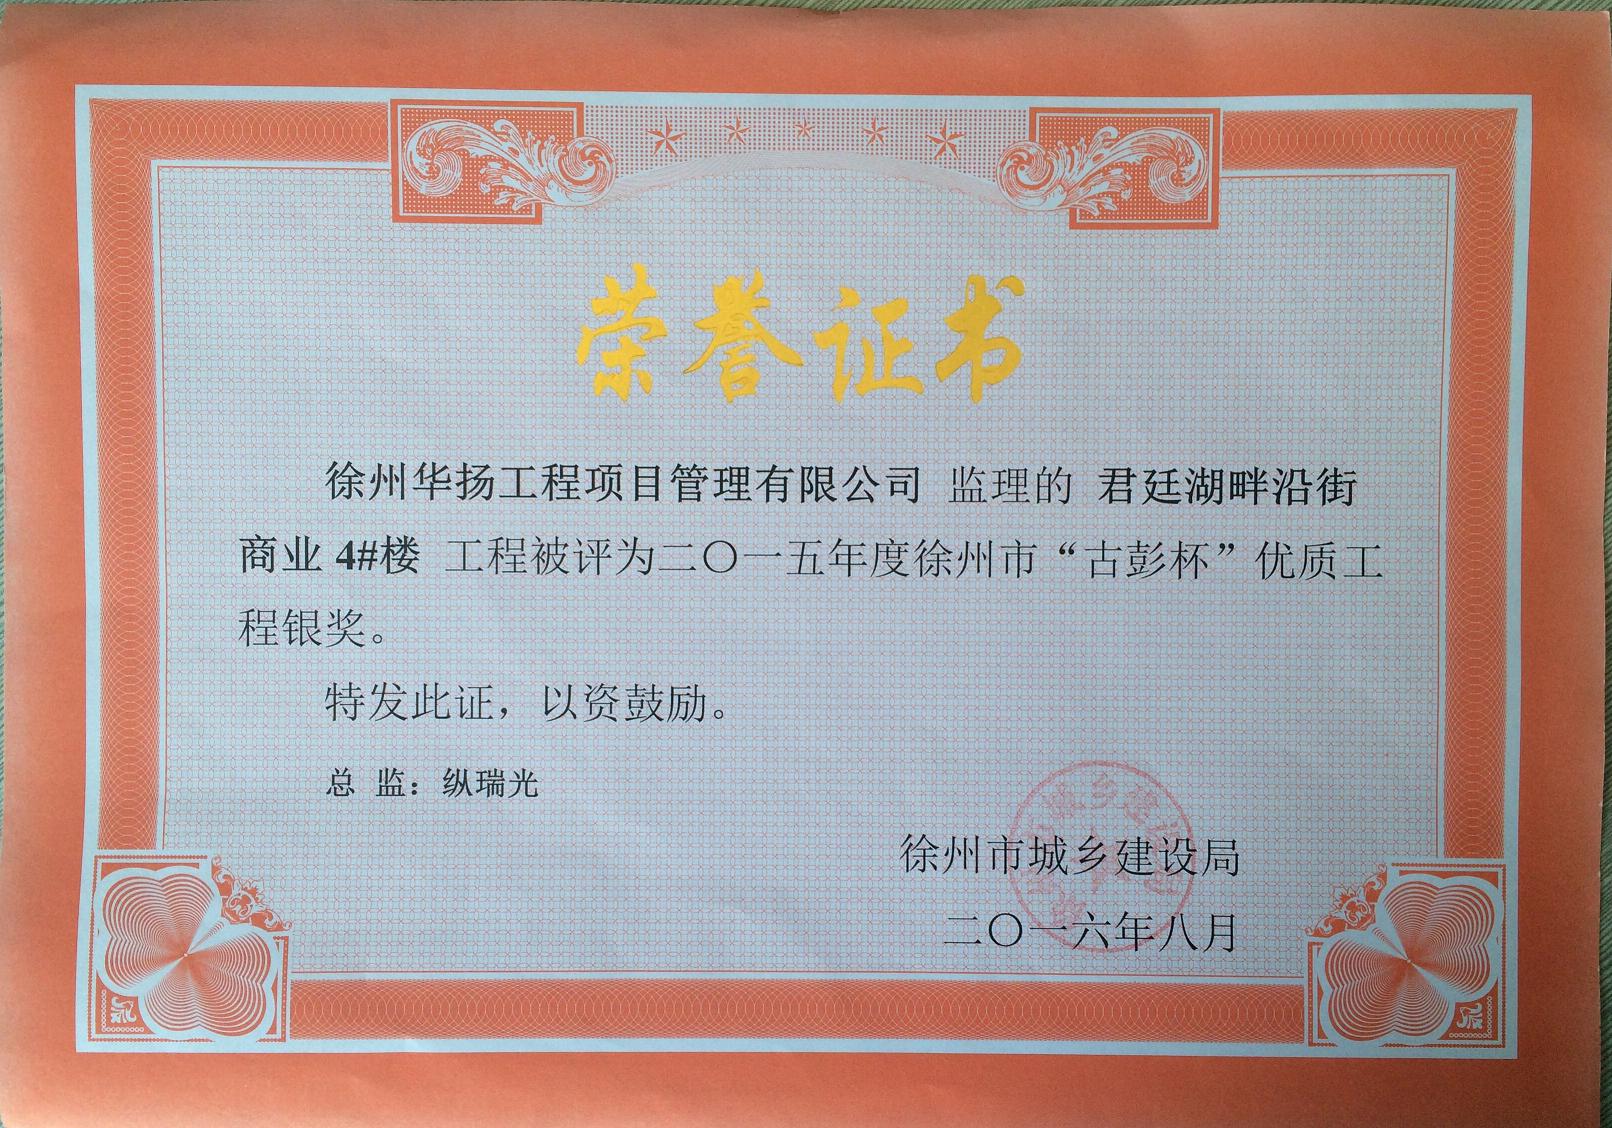 荣誉证书
徐州华扬工程项目管理有限公司 监理的 君廷湖畔沿街
商业 4#楼 工程被评为二〇一五年度徐州市“古彭杯”优质工
程银奖。
特发此证，以资鼓励。
总 监：纵瑞光
徐州市城乡建设局
二〇一六年八月